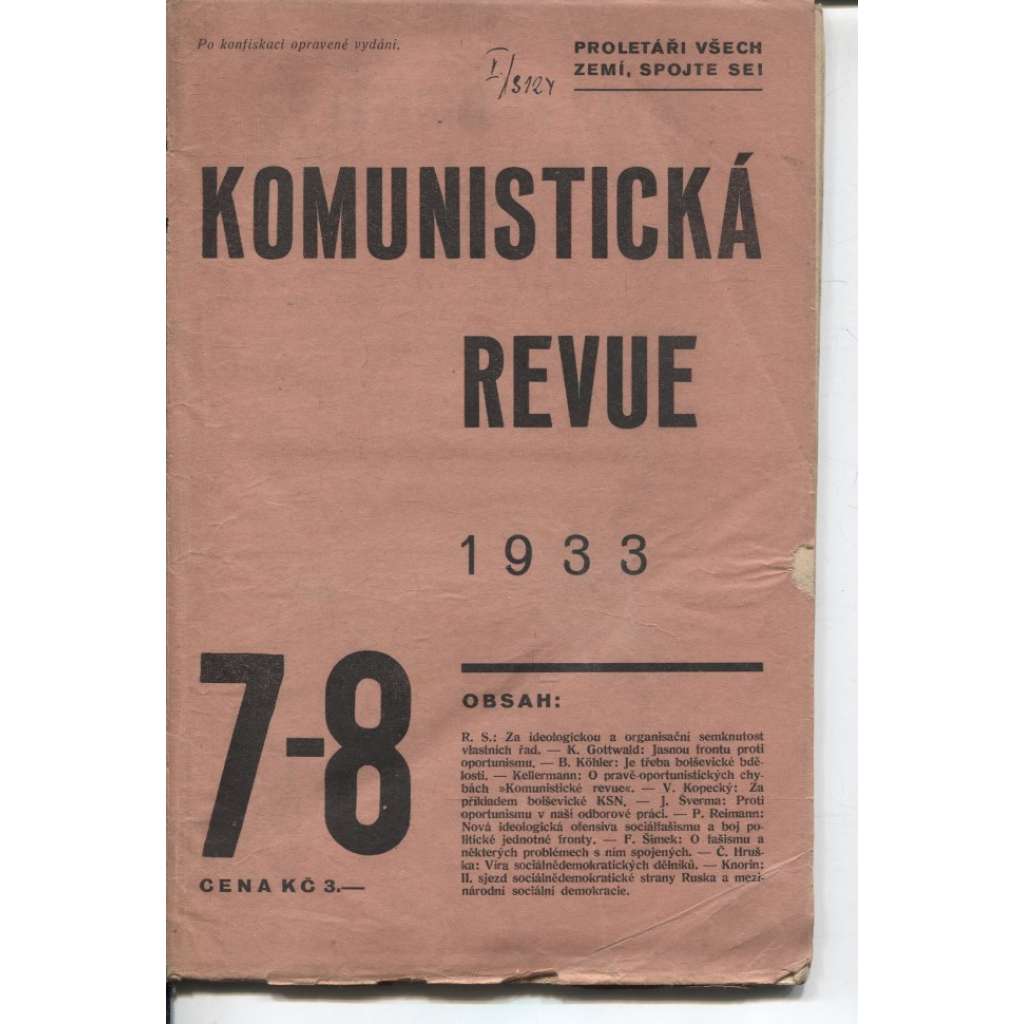 Po konfiskaci opravené vydání.
I./3124
PROLETÁŘI VŠECH
ZEMÍ, SPOJTE SE!
KOMUNISTICKÁ
REVUE
1933
7-8
CENA KČ 3.—
OBSAH:
R. S.: Za ideologickou a organisační semknutost
vlastních řad. — K. Gottwald: Jasnou frontu proti
oportunismu. — B. Köhler: Je třeba bolševické bdě-
losti. — Kellermann: O pravě-oportunistických chy-
bách »Komunistické revue«. — V. Kopecký: Za
příkladem bolševické KSN. — J. Šverma: Proti
oportunismu v naší odborové práci. — P. Reimann:
Nová ideologická ofensiva sociálfašismu a boj po-
litické jednotné fronty. — F. Šimek: O fašismu a
některých problémech s ním spojených. — Č. Hruš-
ka: Víra sociálnědemokratických dělníků. — Knorin:
II. sjezd sociálnědemokratické strany Ruska a mezi-
národní sociální demokracie.